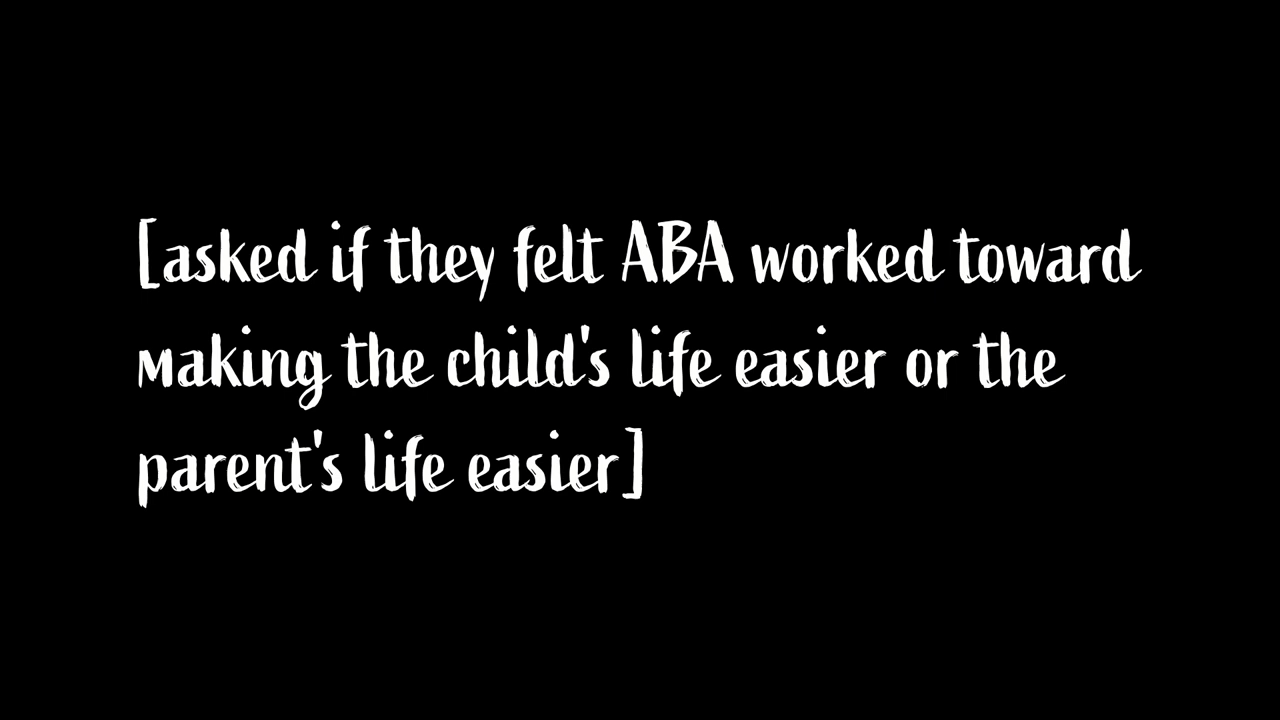 [asked if they felt ABA worked toward
making the child's life easier or the
parent's life easier]